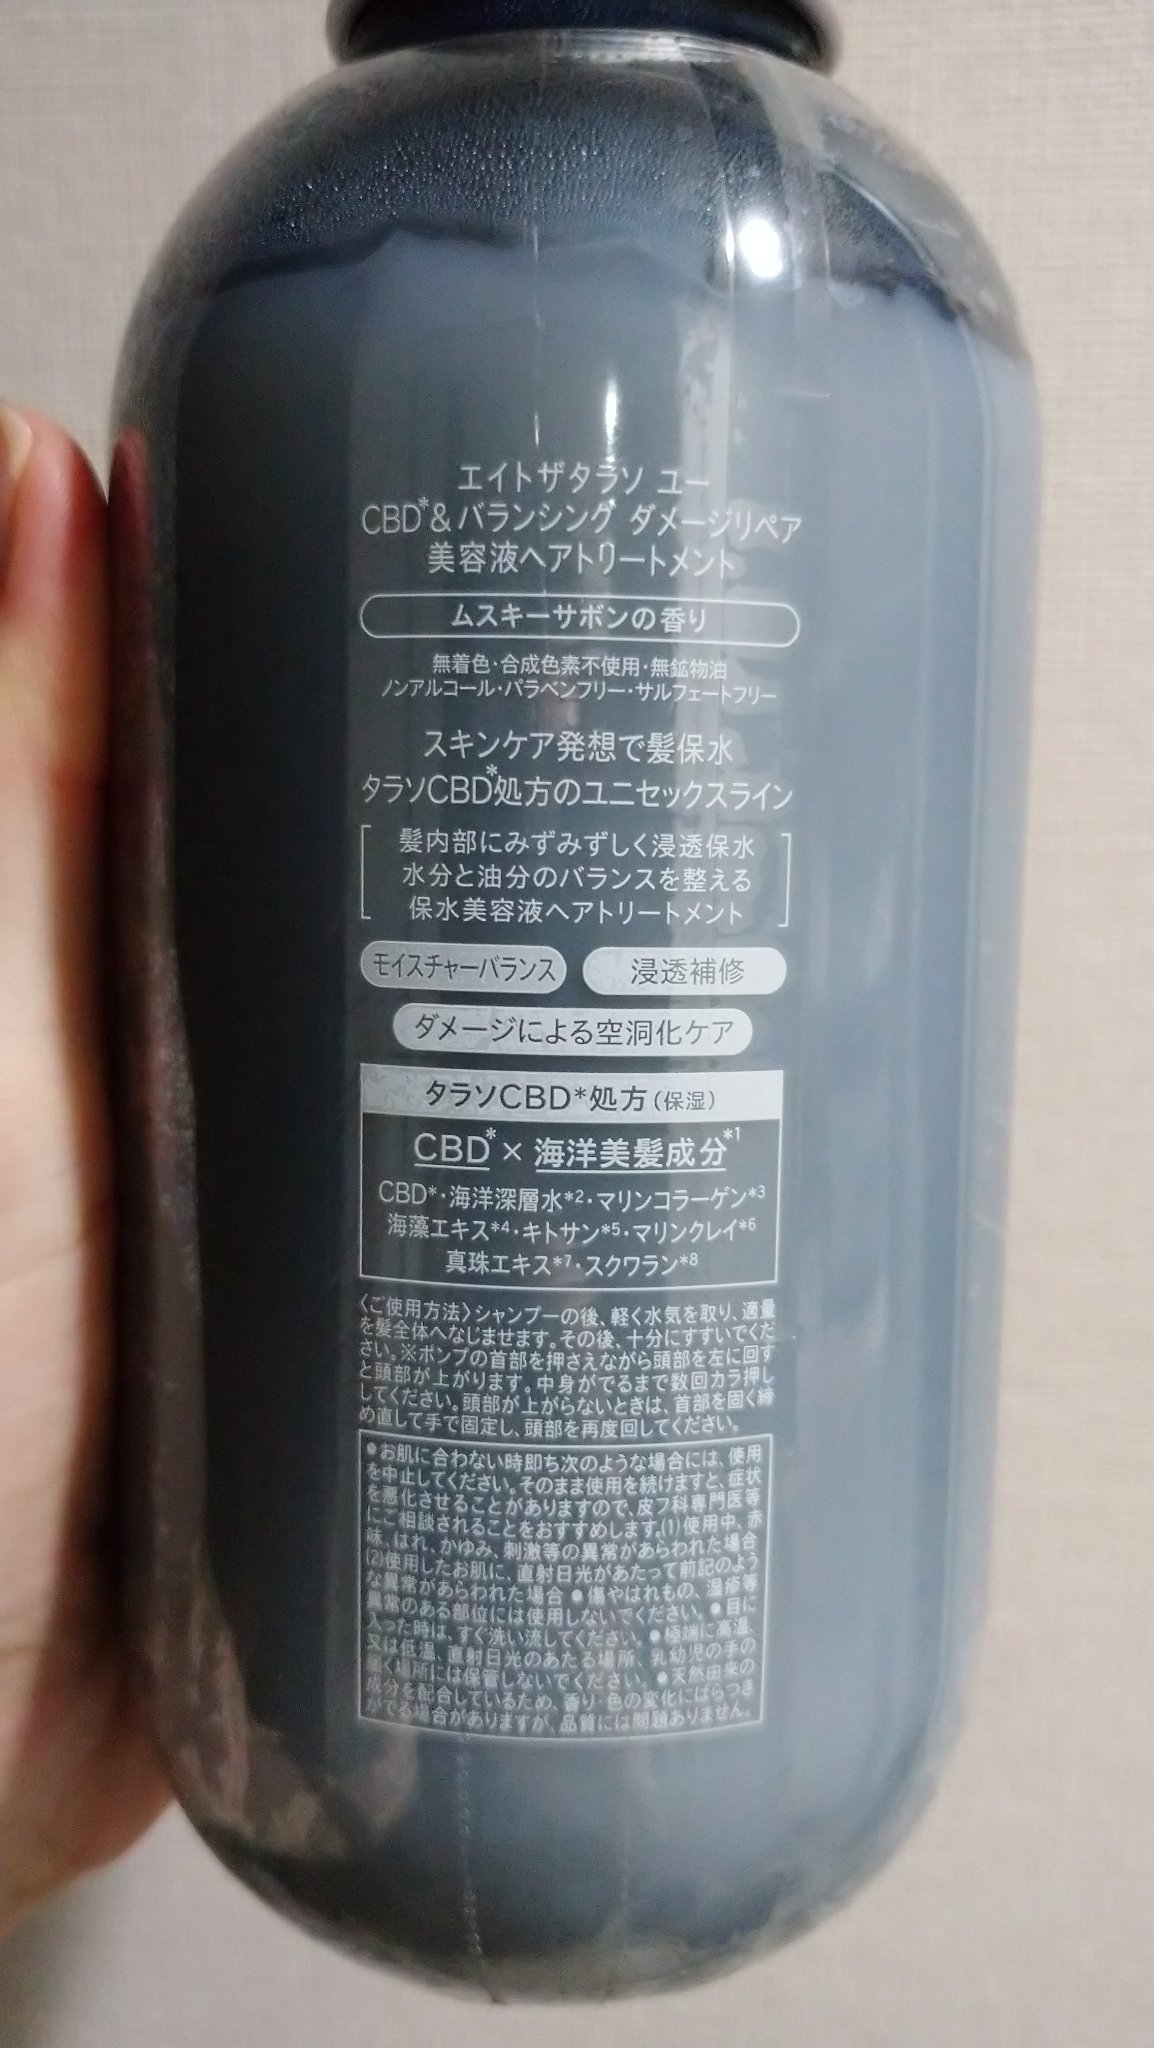 エイトザタラソ ユー
CBD*＆バランシング ダメージリペア
美容液ヘアトリートメント
ムスキーサボンの香り
無着色・合成色素不使用・無鉱物油
ノンアルコール・パラベンフリー・サルフェートフリー
スキンケア発想で髪保水
タラソCBD*処方のユニセックスライン
髪内部にみずみずしく浸透保水
水分と油分のバランスを整える
保水美容液ヘアトリートメント
モイスチャーバランス 浸透補修
ダメージによる空洞化ケア
タラソCBD*処方(保湿)
CBD*×海洋美髪成分*1
CBD*・海洋深層水*2・マリンコラーゲン*3
海藻エキス*4・キトサン*5・マリンクレイ*6
真珠エキス*7・スクワラン*8
〈ご使用方法〉シャンプーの後、軽く水気を取り、適量
を髪全体へなじませます。その後、十分にすすいでくだ
さい。※ポンプの首部を押さえながら頭部を左に回す
と頭部が上がります。中身がでるまで数回カラ押し
してください。頭部が上がらないときは、首部を固く締
め直して手で固定し、頭部を再度回してください。
●お肌に合わない時即ち次のような場合には、使用
を中止してください。そのまま使用を続けますと、症状
を悪化させることがありますので、皮フ科専門医等
にご相談されることをおすすめします。(1)使用中、赤
味、はれ、かゆみ、刺激等の異常があらわれた場合
(2)使用したお肌に、直射日光があたって前記のよう
な異常があらわれた場合 ●傷やはれもの、湿疹等
異常のある部位には使用しないでください。●目に
入った時は、すぐ洗い流してください。●極端に高温、
又は低温、直射日光のあたる場所、乳幼児の手の
届く場所には保管しないでください。●天然由来の
成分を配合しているため、香り・色の変化にばらつき
がでる場合がありますが、品質には問題ありません。